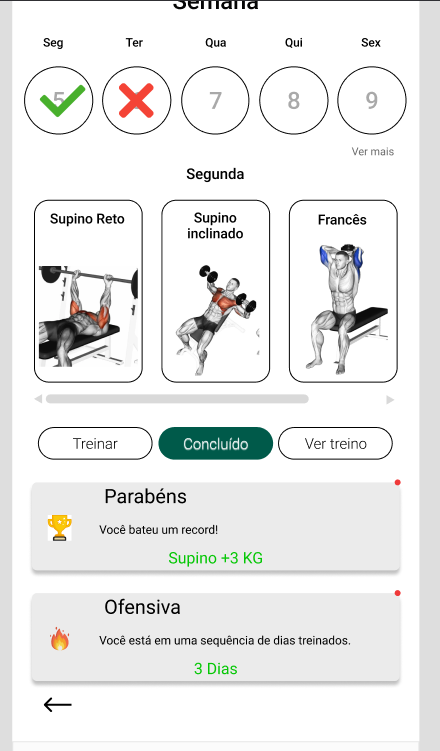 Semana
Seg Ter Qua Qui Sex
5 7 8 9
Ver mais
Segunda
Supino Reto
Supino
inclinado
Francês
Treinar Concluído Ver treino
Parabéns
Você bateu um record!
Supino +3 KG
Ofensiva
Você está em uma sequência de dias treinados.
3 Dias